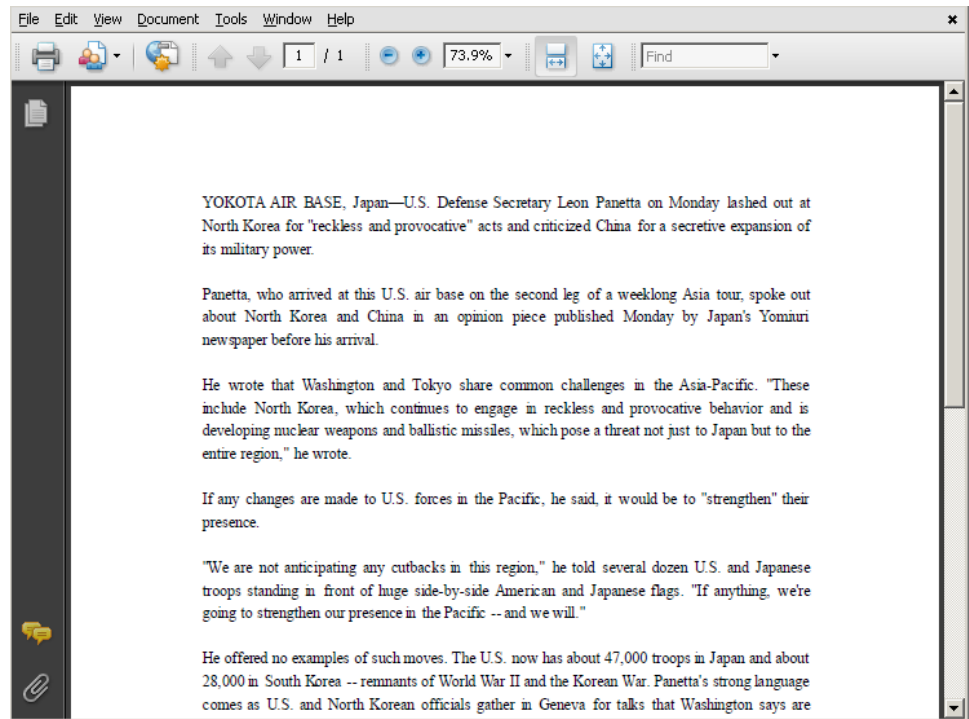 File Edit View Document Tools Window Help
1 / 1 73.9% Find
YOKOTA AIR BASE, Japan—U.S. Defense Secretary Leon Panetta on Monday lashed out at
North Korea for "reckless and provocative" acts and criticized China for a secretive expansion of
its military power.
Panetta, who arrived at this U.S. air base on the second leg of a weeklong Asia tour, spoke out
about North Korea and China in an opinion piece published Monday by Japan's Yomiuri
newspaper before his arrival.
He wrote that Washington and Tokyo share common challenges in the Asia-Pacific. "These
include North Korea, which continues to engage in reckless and provocative behavior and is
developing nuclear weapons and ballistic missiles, which pose a threat not just to Japan but to the
entire region," he wrote.
If any changes are made to U.S. forces in the Pacific, he said, it would be to "strengthen" their
presence.
"We are not anticipating any cutbacks in this region," he told several dozen U.S. and Japanese
troops standing in front of huge side-by-side American and Japanese flags. "If anything, we're
going to strengthen our presence in the Pacific -- and we will."
He offered no examples of such moves. The U.S. now has about 47,000 troops in Japan and about
28,000 in South Korea -- remnants of World War II and the Korean War. Panetta's strong language
comes as U.S. and North Korean officials gather in Geneva for talks that Washington says are